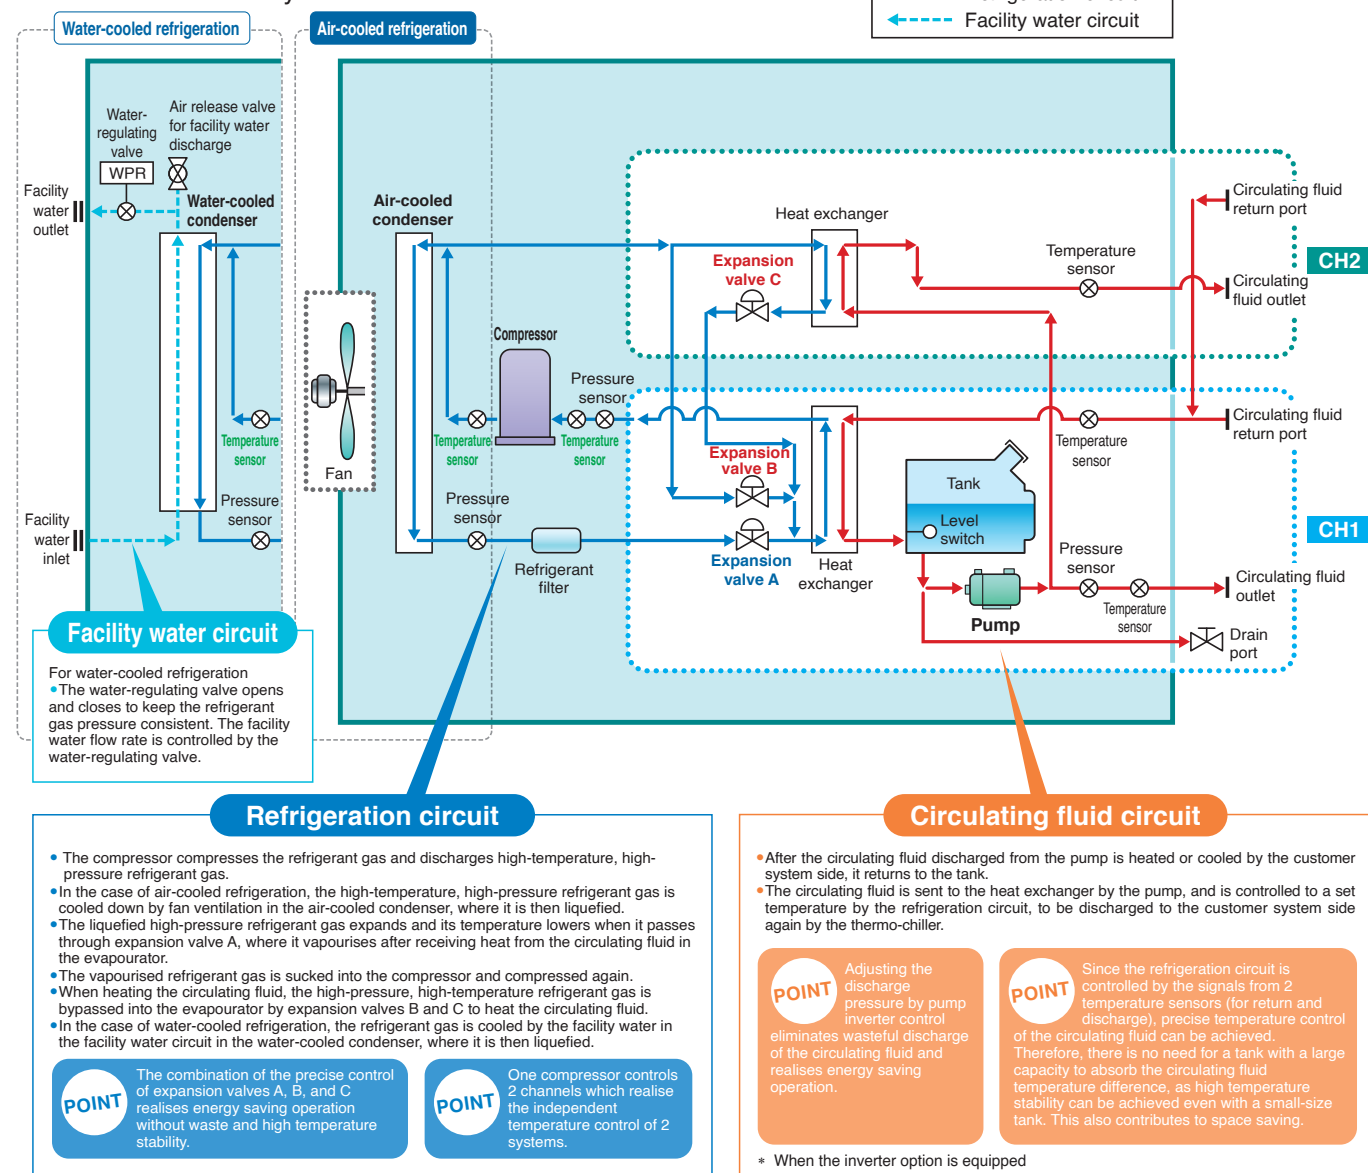 Facility water circuit
Water-cooled refrigeration
Air-cooled refrigeration
Water-
regulating
valve
WPR
Air release valve
for facility water
discharge
Facility
water
outlet
Water-cooled
condenser
Temperature
sensor
Pressure
sensor
Facility
water
inlet
Fan
Air-cooled
condenser
Compressor
Pressure
sensor
Temperature
sensor
Temperature
sensor
Pressure
sensor
Refrigerant
filter
Heat exchanger
Expansion
valve C
Temperature
sensor
Circulating fluid
return port
CH2
Circulating
fluid outlet
Expansion
valve B
Expansion
valve A
Heat
exchanger
Temperature
sensor
Circulating fluid
return port
Tank
Level
switch
CH1
Pump
Pressure
sensor
Temperature
sensor
Circulating fluid
outlet
Drain
port
Facility water circuit
For water-cooled refrigeration
•The water-regulating valve opens
and closes to keep the refrigerant
gas pressure consistent. The facility
water flow rate is controlled by the
water-regulating valve.
Refrigeration circuit
• The compressor compresses the refrigerant gas and discharges high-temperature, high-
pressure refrigerant gas.
•In the case of air-cooled refrigeration, the high-temperature, high-pressure refrigerant gas is
cooled down by fan ventilation in the air-cooled condenser, where it is then liquefied.
•The liquefied high-pressure refrigerant gas expands and its temperature lowers when it passes
through expansion valve A, where it vapourises after receiving heat from the circulating fluid in
the evaporator.
•The vapourised refrigerant gas is sucked into the compressor and compressed again.
•When heating the circulating fluid, the high-pressure, high-temperature refrigerant gas is
bypassed into the evaporator by expansion valves B and C to heat the circulating fluid.
•In the case of water-cooled refrigeration, the refrigerant gas is cooled by the facility water in
the facility water circuit in the water-cooled condenser, where it is then liquefied.
POINT
The combination of the precise control
of expansion valves A, B, and C
realises energy saving operation
without waste and high temperature
stability.
POINT
One compressor controls
2 channels which realise
the independent
temperature control of 2
systems.
Circulating fluid circuit
•After the circulating fluid discharged from the pump is heated or cooled by the customer
system side, it returns to the tank.
•The circulating fluid is sent to the heat exchanger by the pump, and is controlled to a set
temperature by the refrigeration circuit, to be discharged to the customer system side
again by the thermo-chiller.
POINT
Adjusting the
discharge
pressure by pump
inverter control
eliminates wasteful discharge
of the circulating fluid and
realises energy saving
operation.
POINT
Since the refrigeration circuit is
controlled by the signals from 2
temperature sensors (for return and
discharge), precise temperature control
of the circulating fluid can be achieved.
Therefore, there is no need for a tank with a large
capacity to absorb the circulating fluid
temperature difference, as high temperature
stability can be achieved even with a small-size
tank. This also contributes to space saving.
* When the inverter option is equipped